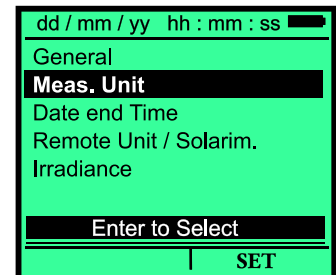 dd / mm / yy hh : mm : ss
General
Meas. Unit
Date end Time
Remote Unit / Solarim.
Irradiance
Enter to Select
SET